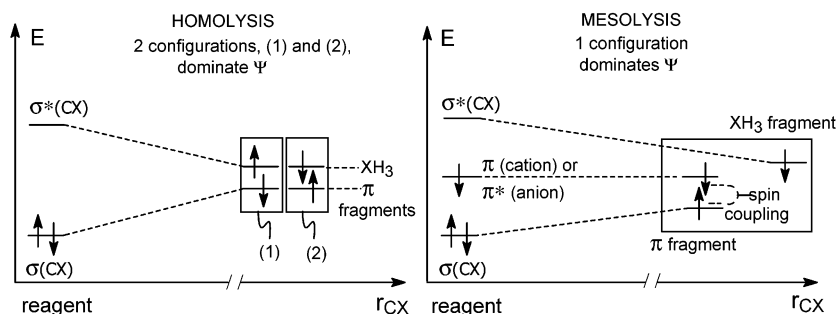 HOMOLYSIS
2 configurations, (1) and (2),
dominate Ψ
E
σ*(CX)
XH3
π
fragments
(1)
(2)
σ(CX)
reagent
rCX
MESOLYSIS
1 configuration
dominates Ψ
E
σ*(CX)
XH3 fragment
π (cation) or
π* (anion)
spin
coupling
π fragment
σ(CX)
reagent
rCX